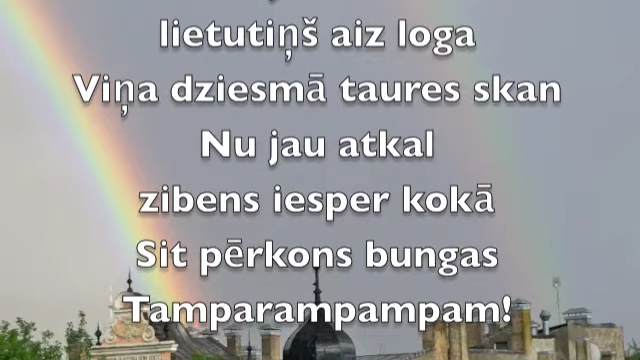 lietutiņš aiz loga
Viņa dziesmā taures skan
Nu jau atkal
zibens iesper kokā
Sit pērkons bungas
Tamparampampam!